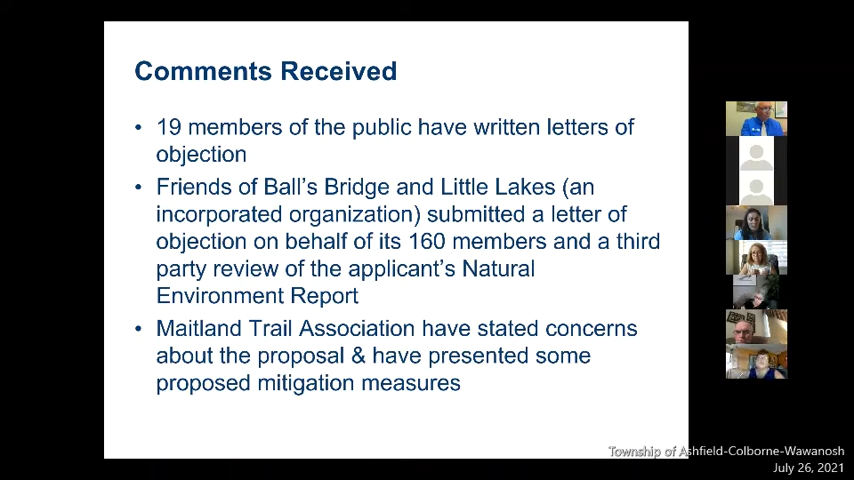 Comments Received
• 19 members of the public have written letters of
objection
• Friends of Ball's Bridge and Little Lakes (an
incorporated organization) submitted a letter of
objection on behalf of its 160 members and a third
party review of the applicant's Natural
Environment Report
• Maitland Trail Association have stated concerns
about the proposal & have presented some
proposed mitigation measures
Township of Ashfield-Colborne-Wawanosh
July 26, 2021